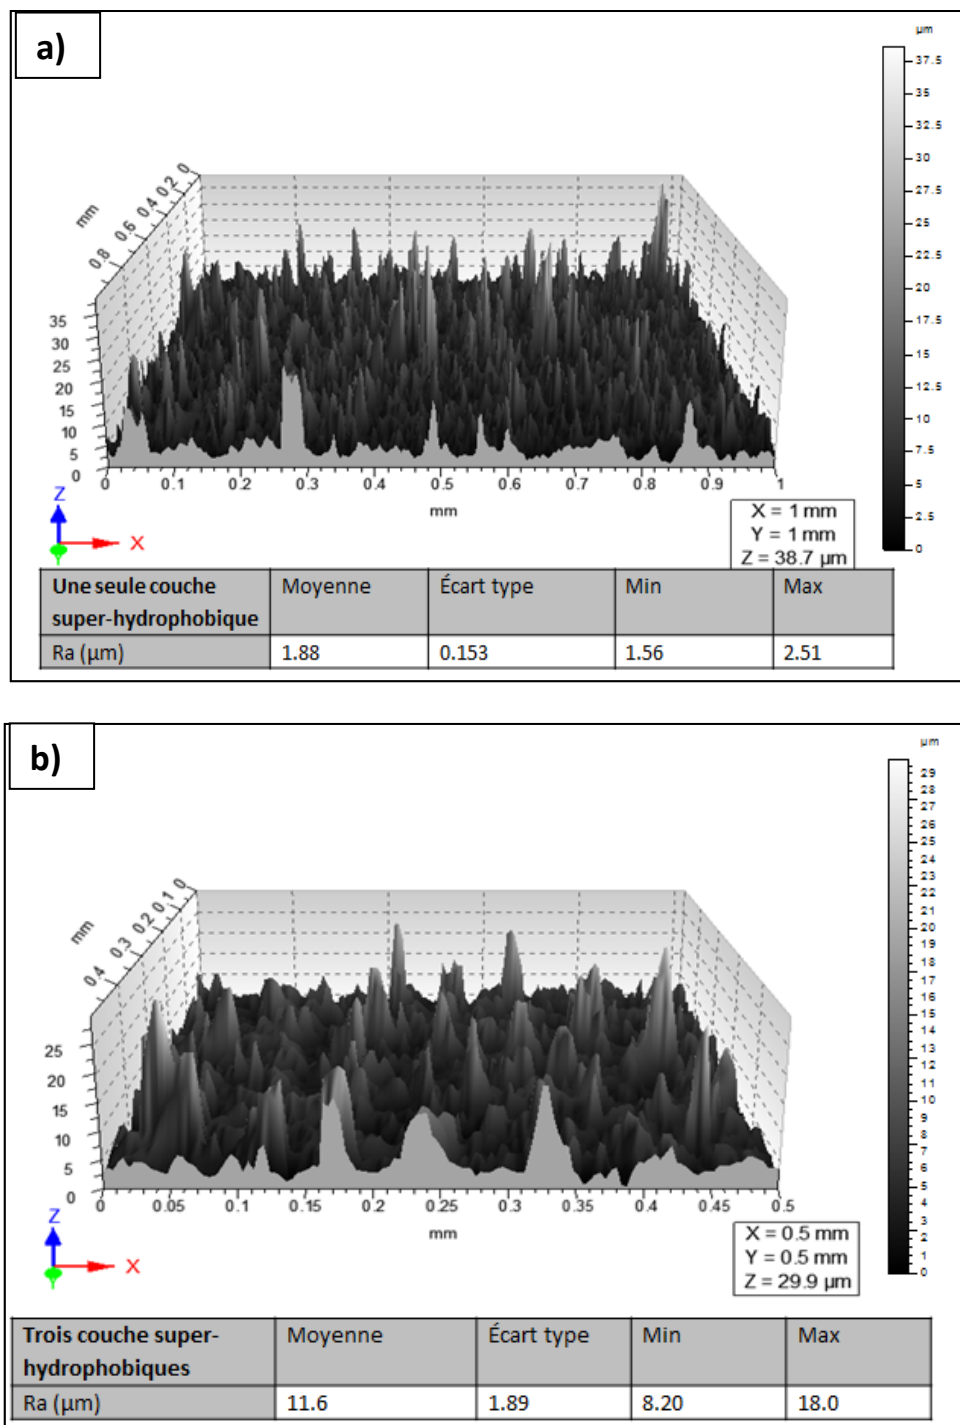 a)
µm
37.5
35
32.5
30
27.5
25
22.5
20
17.5
15
12.5
10
7.5
5
2.5
0
mm
0.8 0.6 0.4 0.2 0
35
30
25
20
15
10
5
0
0 0.1 0.2 0.3 0.4 0.5 0.6 0.7 0.8 0.9 1
mm
Z
X
Y
X = 1 mm
Y = 1 mm
Z = 38.7 µm
Une seule couche super-hydrophobique Moyenne Écart type Min Max
Ra (µm) 1.88 0.153 1.56 2.51
b)
µm
29
28
27
26
25
24
23
22
21
20
19
18
17
16
15
14
13
12
11
10
9
8
7
6
5
4
3
2
1
0
mm
0.4 0.3 0.2 0.1 0
25
20
15
10
5
0
0 0.05 0.1 0.15 0.2 0.25 0.3 0.35 0.4 0.45 0.5
mm
Z
X
Y
X = 0.5 mm
Y = 0.5 mm
Z = 29.9 µm
Trois couche super-hydrophobiques Moyenne Écart type Min Max
Ra (µm) 11.6 1.89 8.20 18.0